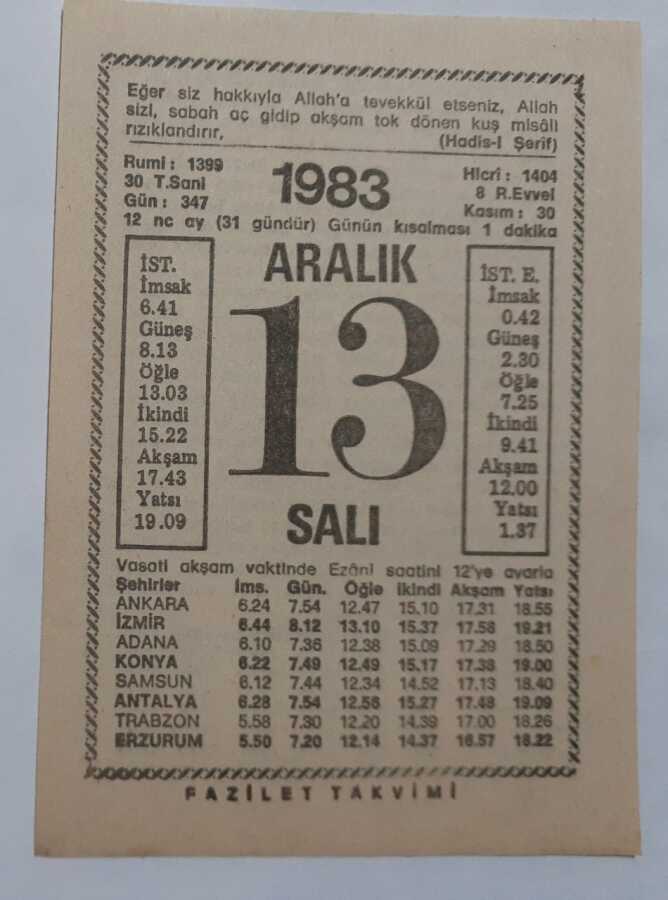 Eğer siz hakkıyla Allah'a tevekkül etseniz, Allah
sizi, sabah aç gidip akşam tok dönen kuş misâli
rızıklandırır,
(Hadis-i Şerif)
Rumi : 1399
30 T.Sani
Gün : 347
1983
Hicrî : 1404
8 R.Evvel
Kasım : 30
12 nc ay (31 gündür) Günün kısalması 1 dakika
İST.
İmsak
6.41
Güneş
8.13
Öğle
13.03
İkindi
15.22
Akşam
17.43
Yatsı
19.09
ARALIK
13
SALI
İST. E.
İmsak
0.42
Güneş
2.30
Öğle
7.25
İkindi
9.41
Akşam
12.00
Yatsı
1.37
Vasati akşam vaktinde Ezânî saatini 12'ye ayarla
Şehirler İms. Gün. Öğle İkindi Akşam Yatsı
ANKARA 6.24 7.54 12.47 15.10 17.31 18.55
İZMİR 6.44 8.12 13.10 15.37 17.58 19.21
ADANA 6.10 7.36 12.38 15.09 17.29 18.50
KONYA 6.22 7.49 12.49 15.17 17.38 19.00
SAMSUN 6.12 7.44 12.34 14.52 17.13 18.40
ANTALYA 6.28 7.54 12.56 15.27 17.48 19.09
TRABZON 5.58 7.30 12.20 14.39 17.00 18.26
ERZURUM 5.50 7.20 12.14 14.37 16.57 18.22
FAZİLET TAKVİMİ